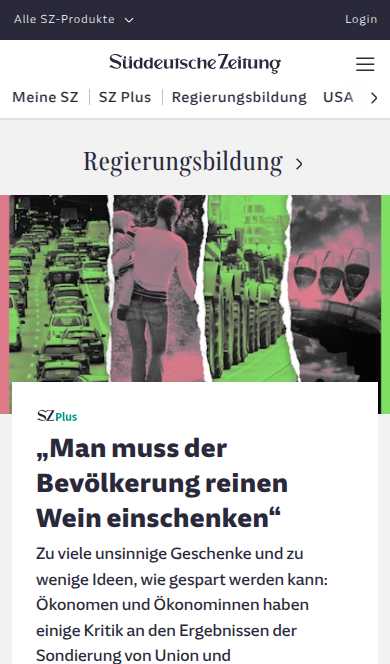 Alle SZ-Produkte
Login
Süddeutsche Zeitung
Meine SZ
SZ Plus
Regierungsbildung
USA
Regierungsbildung
SZ Plus
„Man muss der
Bevölkerung reinen
Wein einschenken“
Zu viele unsinnige Geschenke und zu
wenige Ideen, wie gespart werden kann:
Ökonomen und Ökonominnen haben
einige Kritik an den Ergebnissen der
Sondierung von Union und